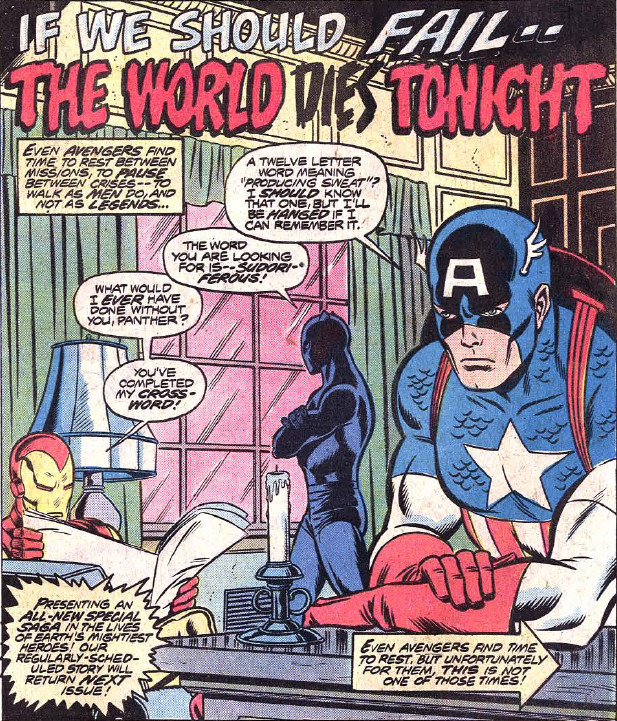 IF WE SHOULD FAIL--
THE WORLD DIES TONIGHT
EVEN AVENGERS FIND
TIME TO REST BETWEEN
MISSIONS, TO PAUSE
BETWEEN CRISES--TO
WALK AS MEN DO, AND
NOT AS LEGENDS...
A TWELVE LETTER
WORD MEANING
"PRODUCING SWEAT"?
I SHOULD KNOW
THAT ONE, BUT I'LL
BE HANGED IF I
CAN REMEMBER IT.
THE WORD
YOU ARE LOOKING
FOR IS--SUDORI-
FEROUS!
WHAT WOULD
I EVER HAVE
DONE WITHOUT
YOU, PANTHER?
YOU'VE
COMPLETED
MY CROSS-
WORD!
A
PRESENTING AN
ALL-NEW SPECIAL
SAGA IN THE LIVES
OF EARTH'S MIGHTIEST
HEROES! OUR
REGULARLY-SCHED-
ULED STORY WILL
RETURN NEXT
ISSUE!
EVEN AVENGERS FIND TIME
TO REST, BUT UNFORTUNATELY
FOR THEM, THIS IS NOT
ONE OF THOSE TIMES!